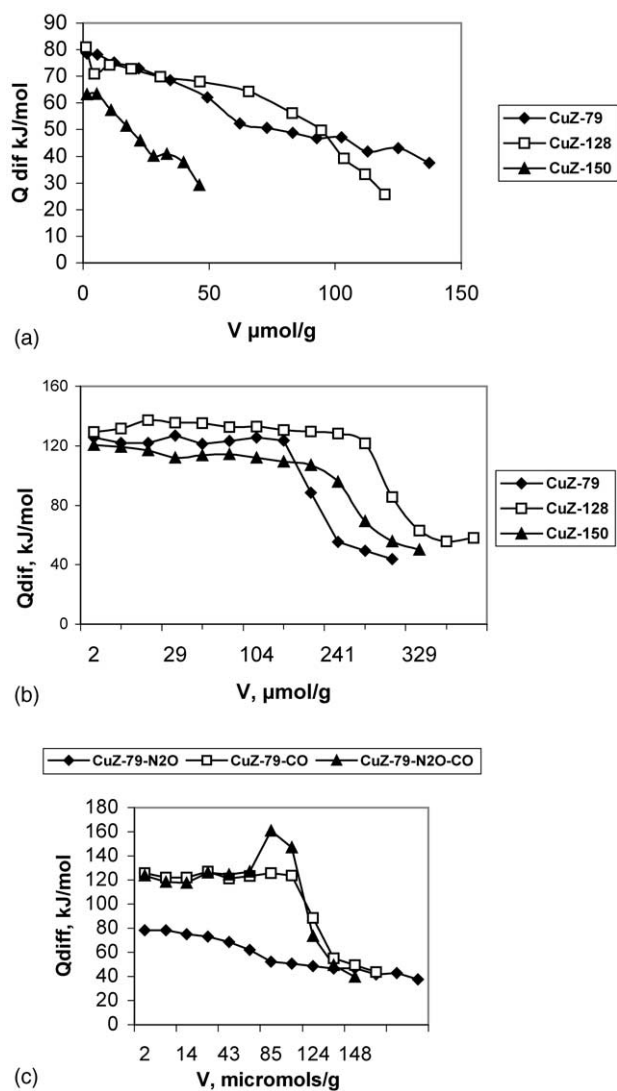 90
80
70
60
50
40
30
20
10
0
Q dif kJ/mol
0 50 100 150
V µmol/g
CuZ-79
CuZ-128
CuZ-150
(a)
160
120
80
40
0
Qdif, kJ/mol
2 29 104 241 329
V, µmol/g
CuZ-79
CuZ-128
CuZ-150
(b)
CuZ-79-N2O CuZ-79-CO CuZ-79-N2O-CO
180
160
140
120
100
80
60
40
20
0
Qdiff, kJ/mol
2 14 43 85 124 148
V, micromols/g
(c)